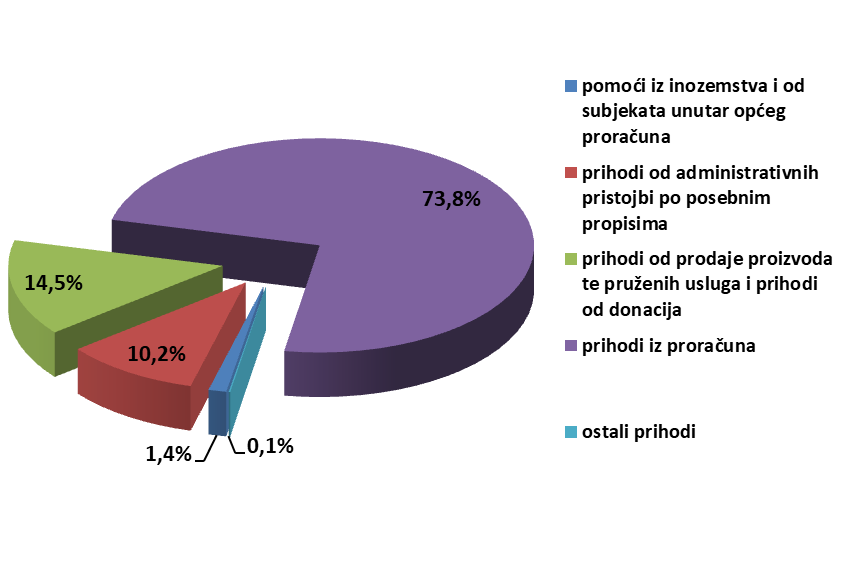 73,8%
14,5%
10,2%
1,4%
0,1%
pomoći iz inozemstva i od
subjekata unutar općeg
proračuna
prihodi od administrativnih
pristojbi po posebnim
propisima
prihodi od prodaje proizvoda
te pruženih usluga i prihodi
od donacija
prihodi iz proračuna
ostali prihodi